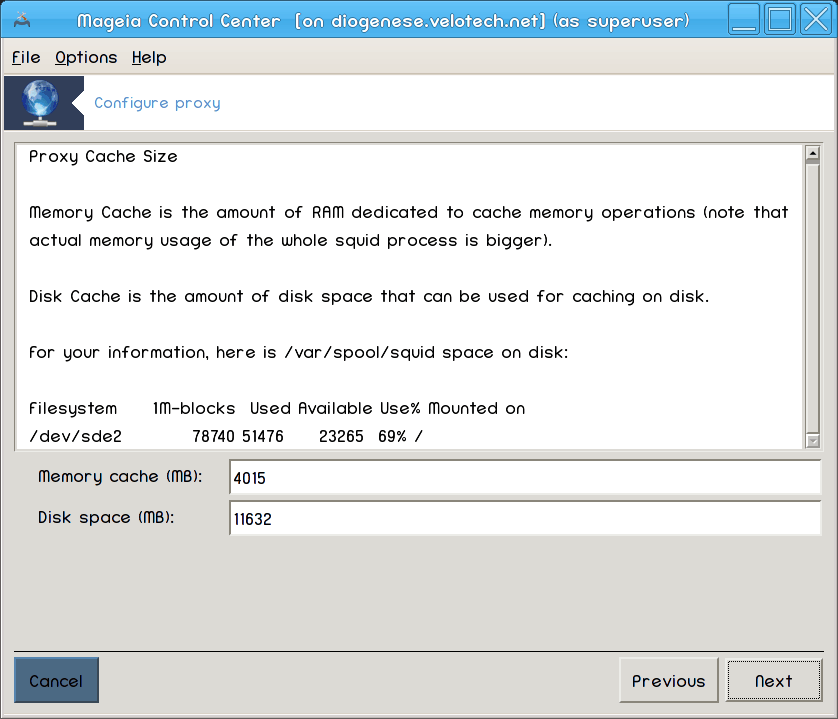 Mageia Control Center [on diogenese.velotech.net] (as superuser)
File Options Help
Configure proxy
Proxy Cache Size
Memory Cache is the amount of RAM dedicated to cache memory operations (note that
actual memory usage of the whole squid process is bigger).
Disk Cache is the amount of disk space that can be used for caching on disk.
For your information, here is /var/spool/squid space on disk:
Filesystem 1M-blocks Used Available Use% Mounted on
/dev/sde2 78740 51476 23265 69% /
Memory cache (MB): 4015
Disk space (MB): 11632
Cancel Previous Next